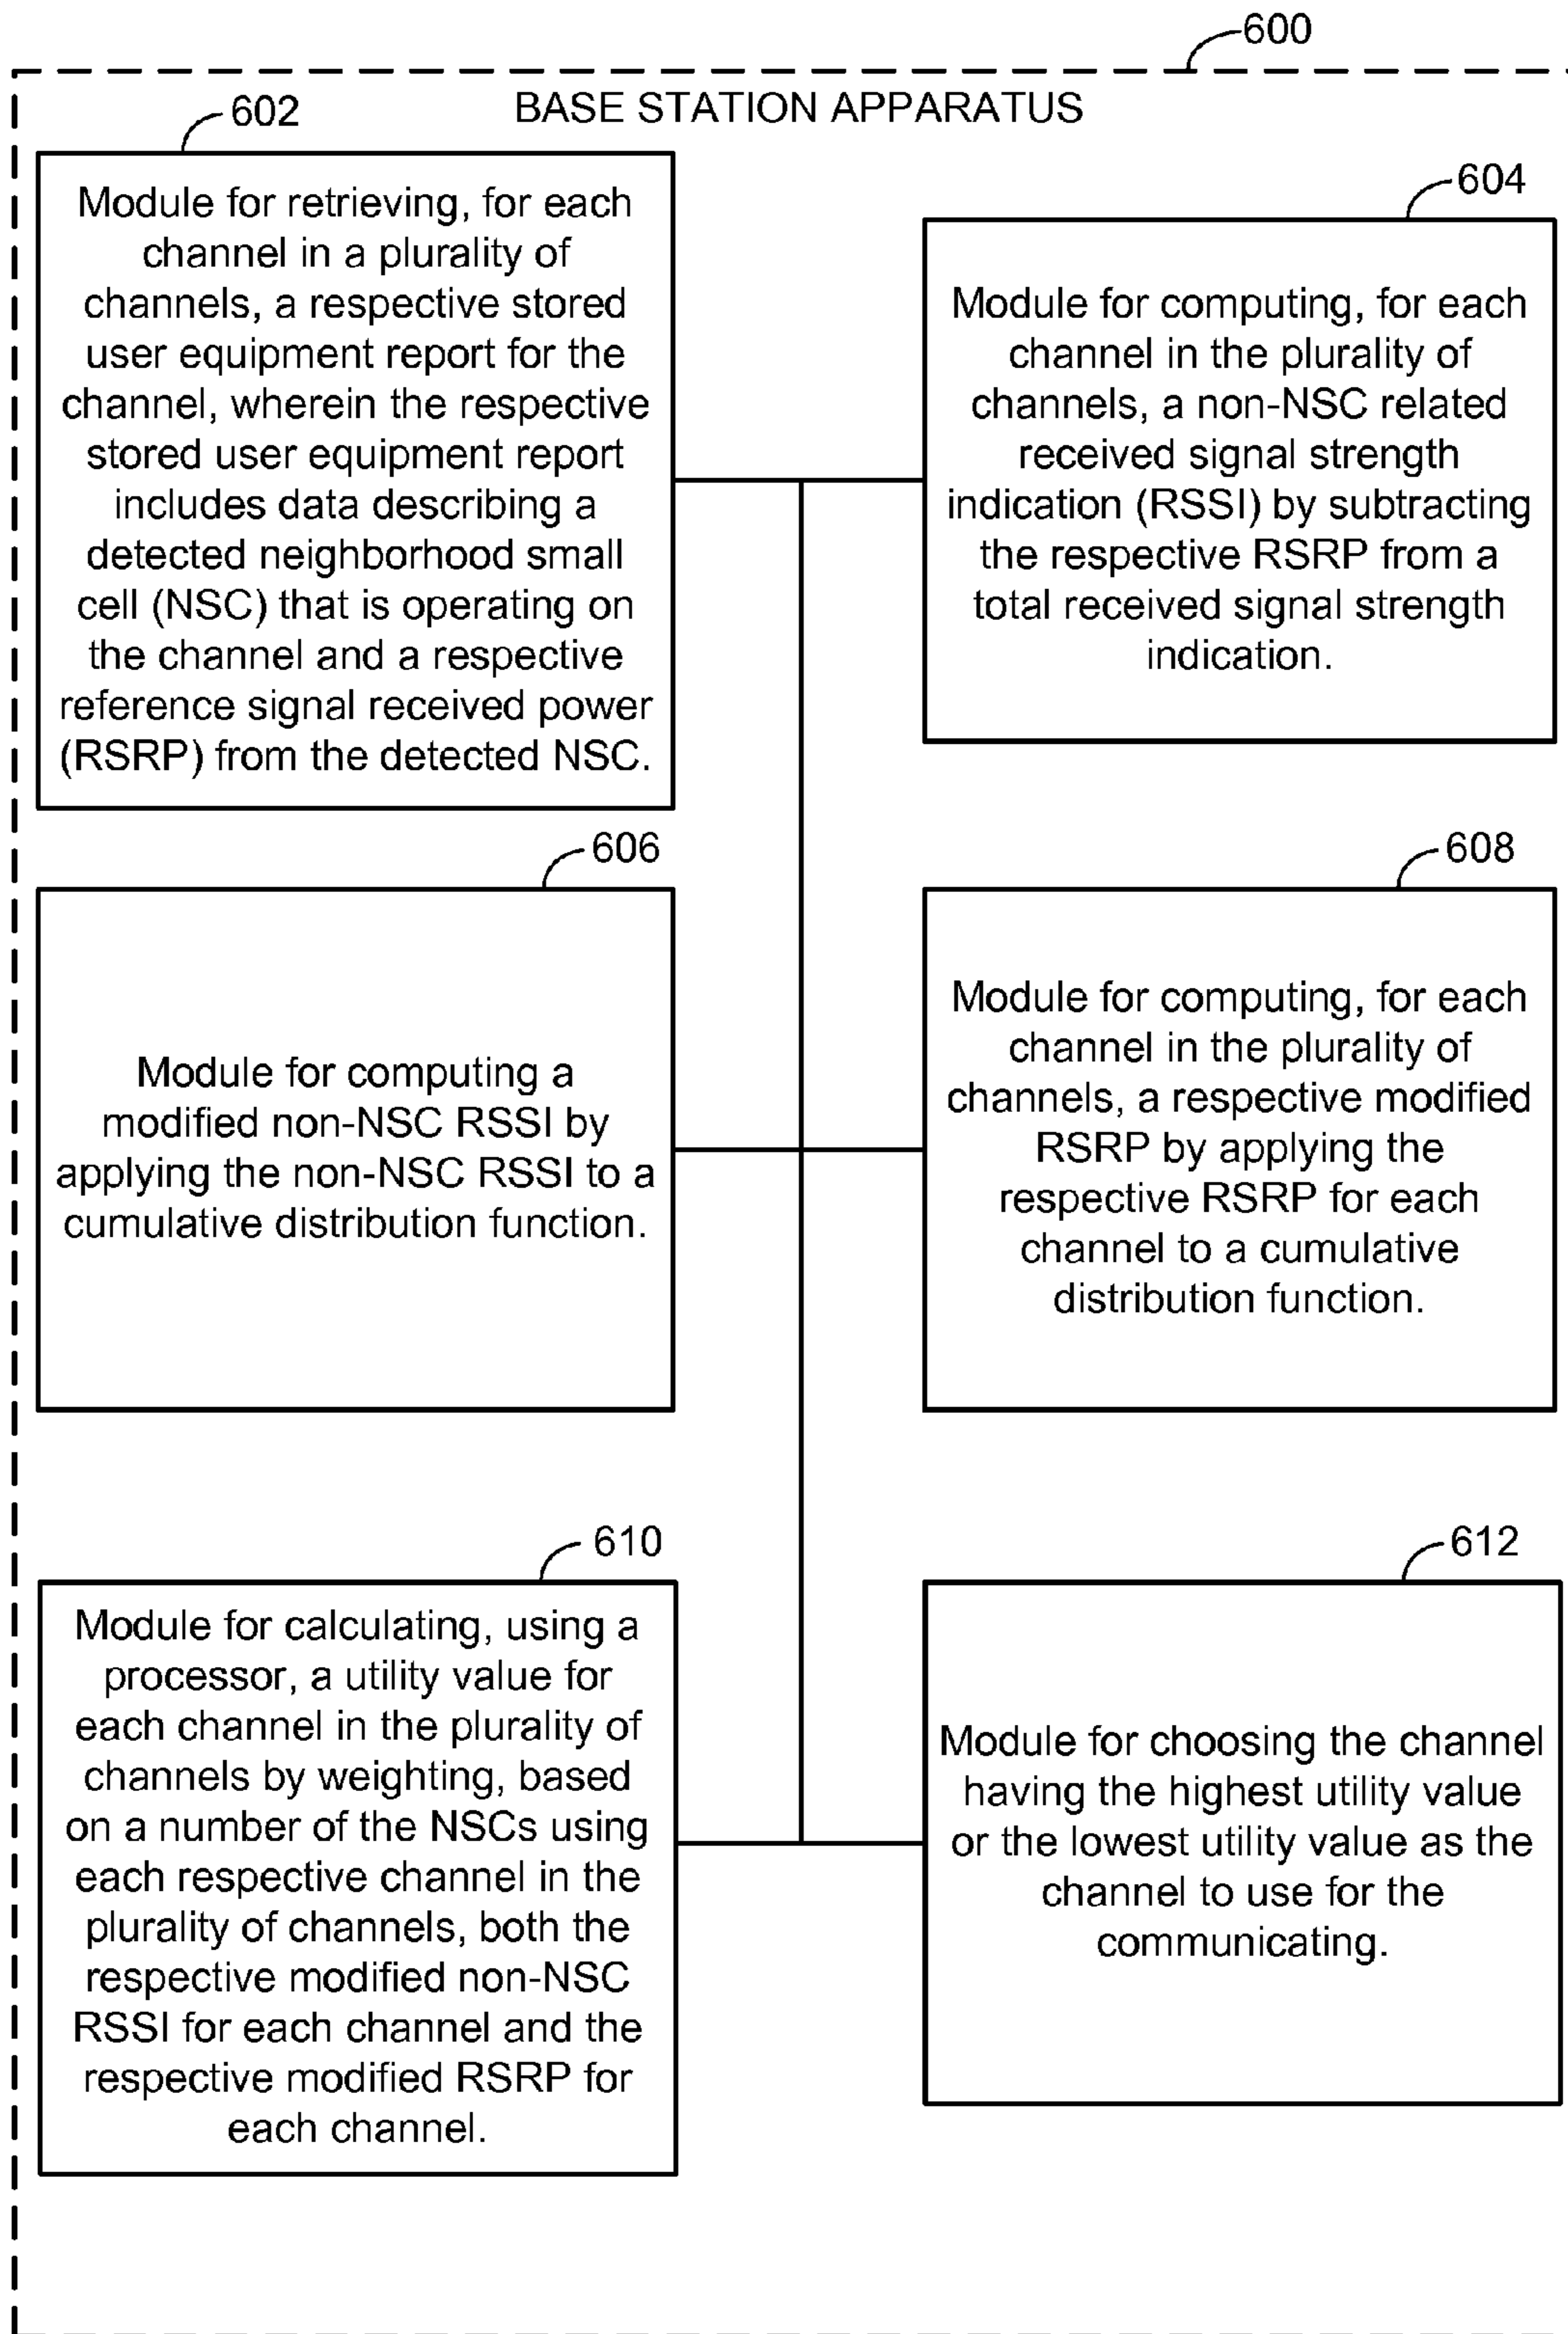 600
BASE STATION APPARATUS
602
Module for retrieving, for each
channel in a plurality of
channels, a respective stored
user equipment report for the
channel, wherein the respective
stored user equipment report
includes data describing a
detected neighborhood small
cell (NSC) that is operating on
the channel and a respective
reference signal received power
(RSRP) from the detected NSC.
604
Module for computing, for each
channel in the plurality of
channels, a non-NSC related
received signal strength
indication (RSSI) by subtracting
the respective RSRP from a
total received signal strength
indication.
606
Module for computing a
modified non-NSC RSSI by
applying the non-NSC RSSI to a
cumulative distribution function.
608
Module for computing, for each
channel in the plurality of
channels, a respective modified
RSRP by applying the
respective RSRP for each
channel to a cumulative
distribution function.
610
Module for calculating, using a
processor, a utility value for
each channel in the plurality of
channels by weighting, based
on a number of the NSCs using
each respective channel in the
plurality of channels, both the
respective modified non-NSC
RSSI for each channel and the
respective modified RSRP for
each channel.
612
Module for choosing the channel
having the highest utility value
or the lowest utility value as the
channel to use for the
communicating.